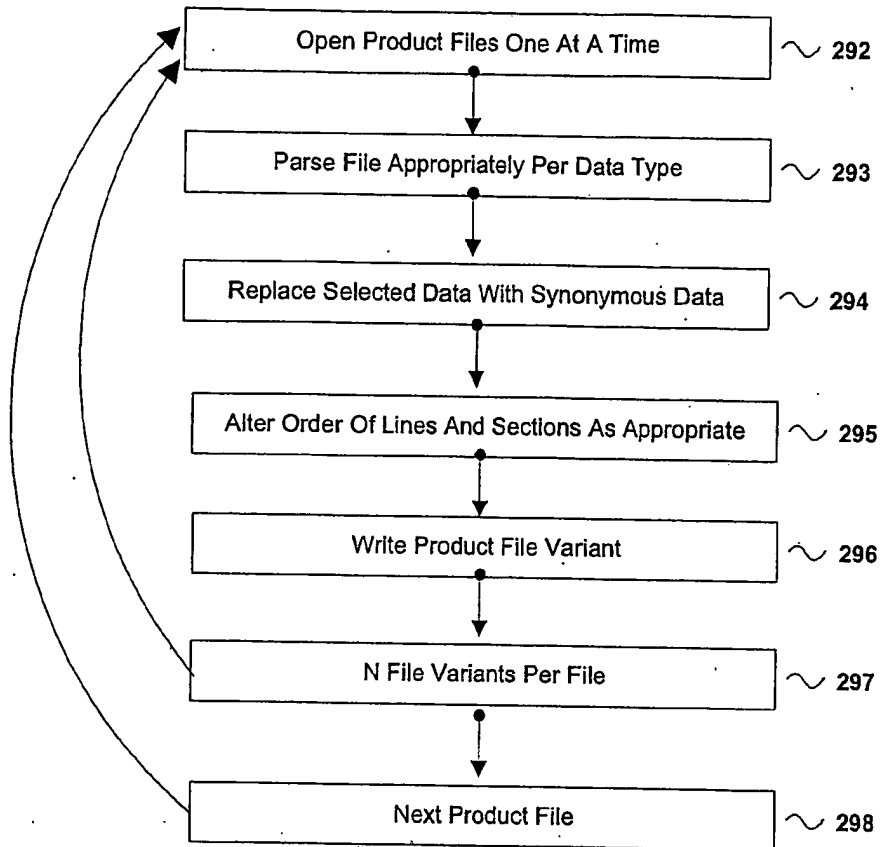 Open Product Files One At A Time 292
Parse File Appropriately Per Data Type 293
Replace Selected Data With Synonymous Data 294
Alter Order Of Lines And Sections As Appropriate 295
Write Product File Variant 296
N File Variants Per File 297
Next Product File 298